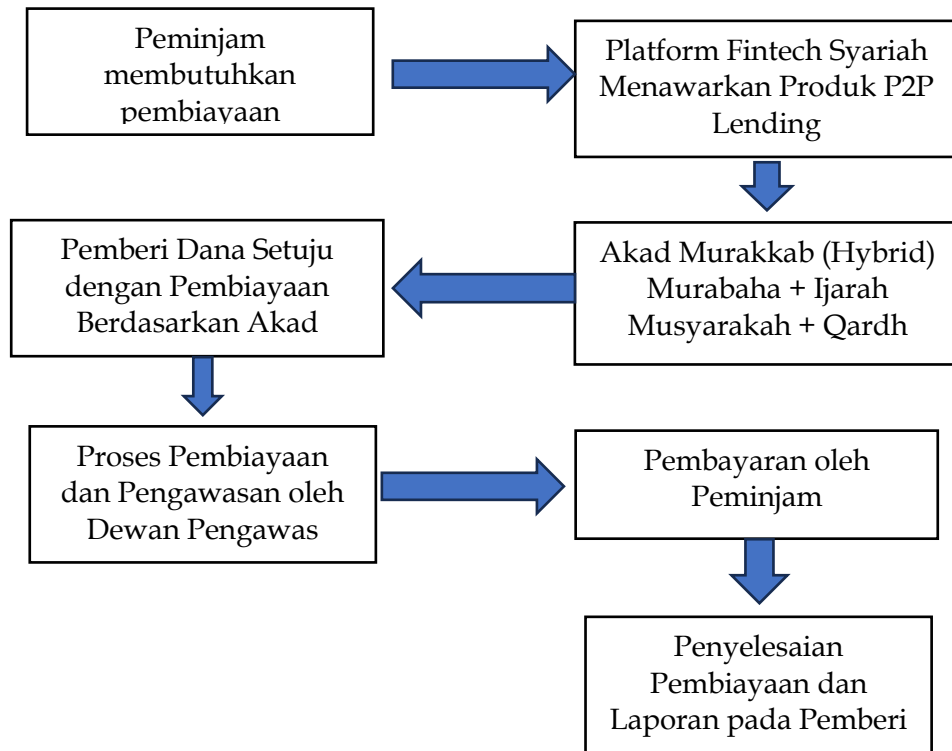 Peminjam
membutuhkan
pembiayaan
Platform Fintech Syariah
Menawarkan Produk P2P
Lending
Akad Murakkab (Hybrid)
Murabaha + Ijarah
Musyarakah + Qardh
Pemberi Dana Setuju
dengan Pembiayaan
Berdasarkan Akad
Proses Pembiayaan
dan Pengawasan oleh
Dewan Pengawas
Pembayaran oleh
Peminjam
Penyelesaian
Pembiayaan dan
Laporan pada Pemberi